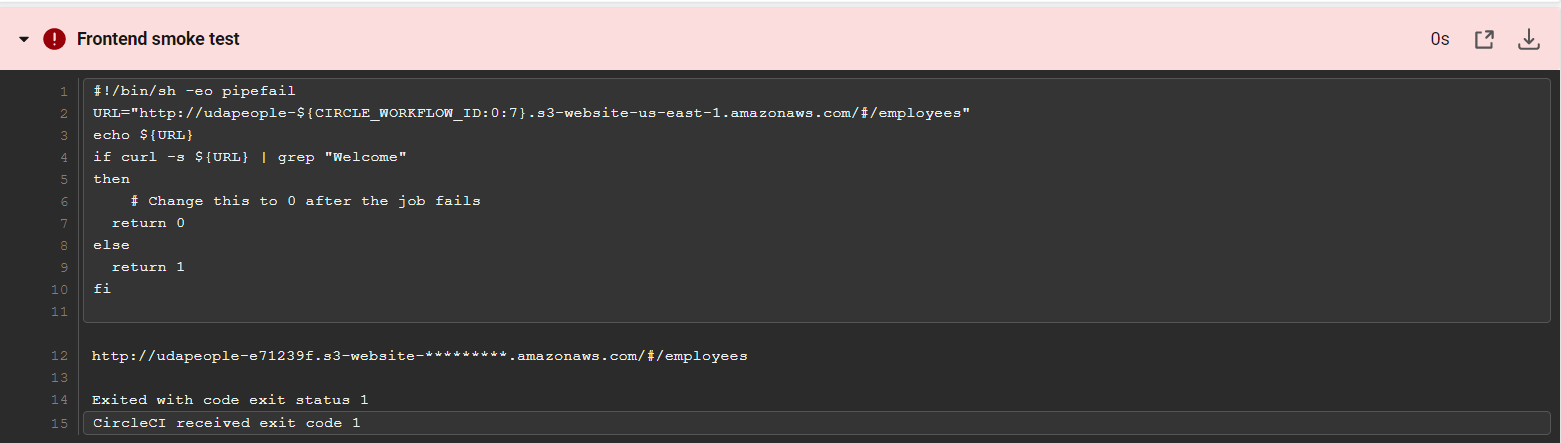 Frontend smoke test
0s
1 #!/bin/sh -eo pipefail
2 URL="http://udapeople-${CIRCLE_WORKFLOW_ID:0:7}.s3-website-us-east-1.amazonaws.com/#/employees"
3 echo ${URL}
4 if curl -s ${URL} | grep "Welcome"
5 then
6     # Change this to 0 after the job fails
7   return 0
8 else
9   return 1
10 fi
11
12 http://udapeople-e71239f.s3-website-*********.amazonaws.com/#/employees
13
14 Exited with code exit status 1
15 CircleCI received exit code 1